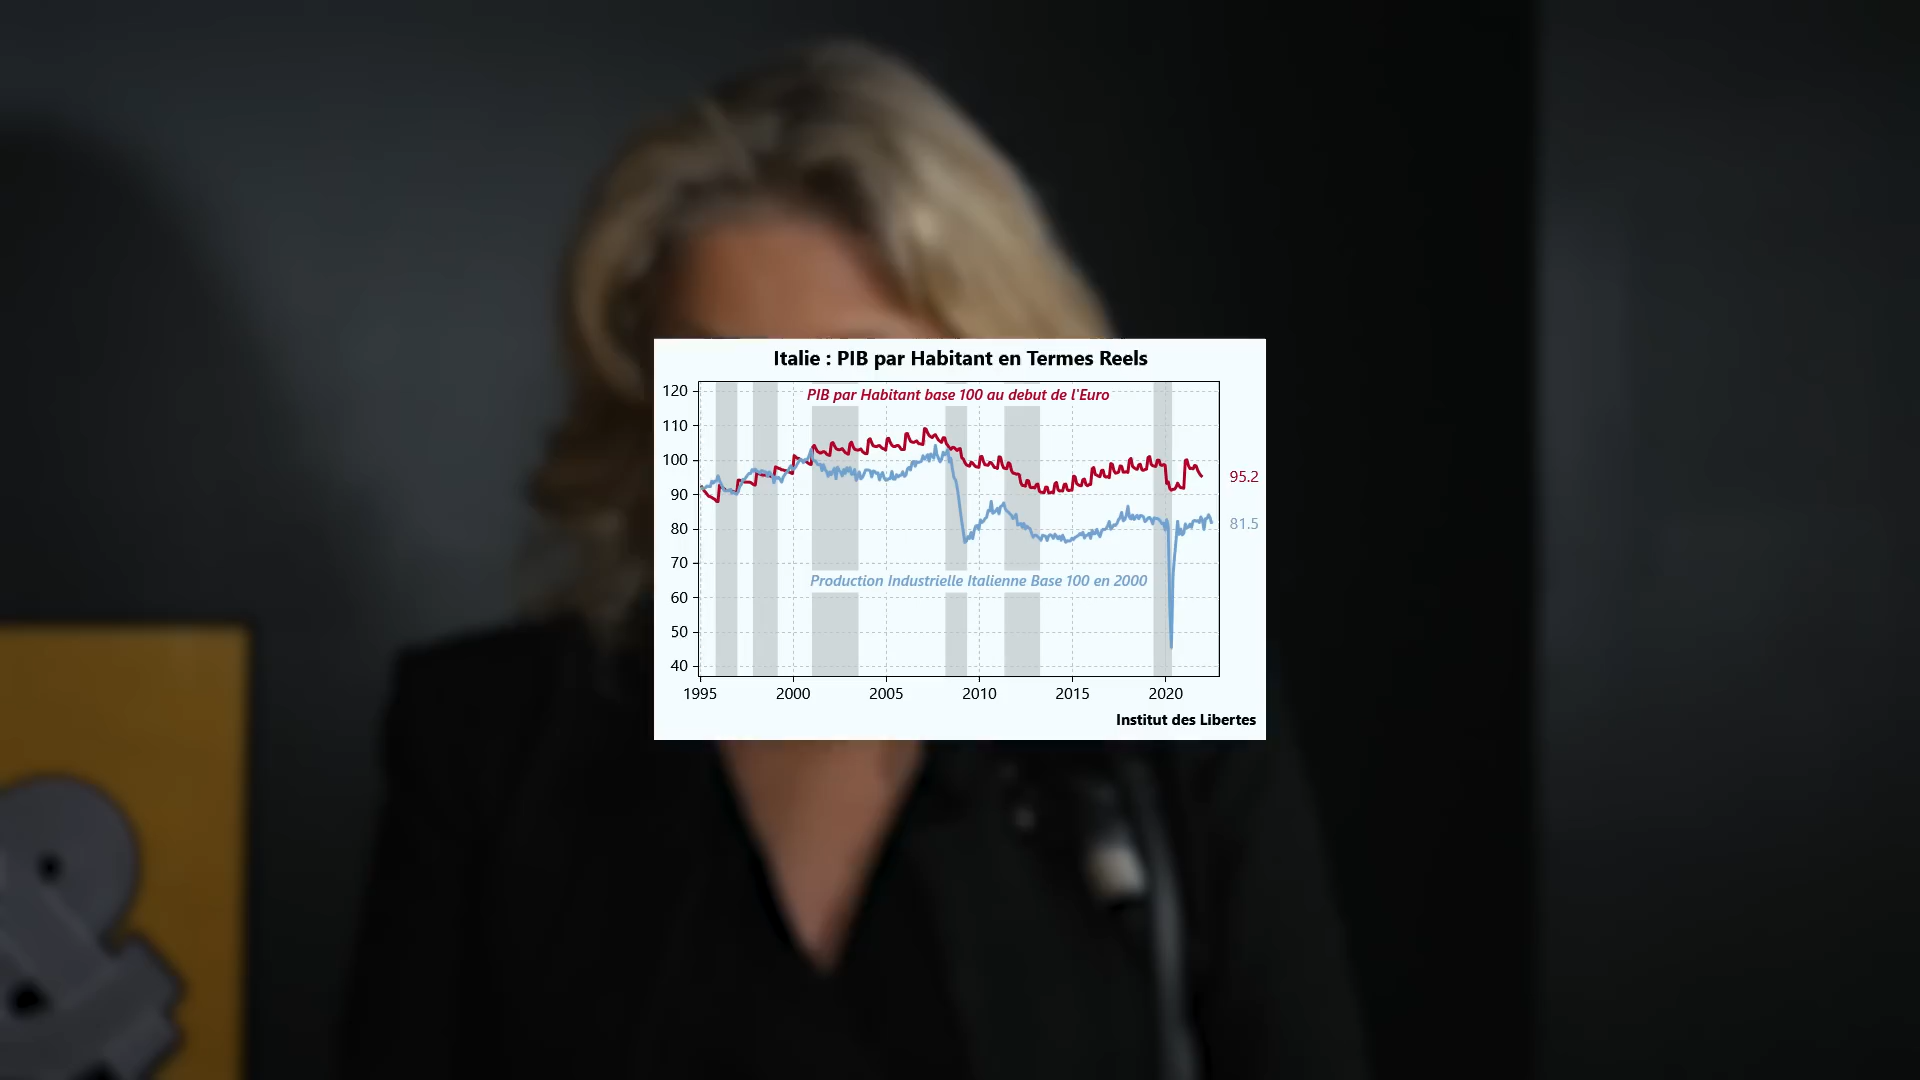 Italie : PIB par Habitant en Termes Reels
120
PIB par Habitant base 100 au debut de l'Euro
110
100
95.2
90
81.5
80
70
Production Industrielle Italienne Base 100 en 2000
60
50
40
1995 2000 2005 2010 2015 2020
Institut des Libertes